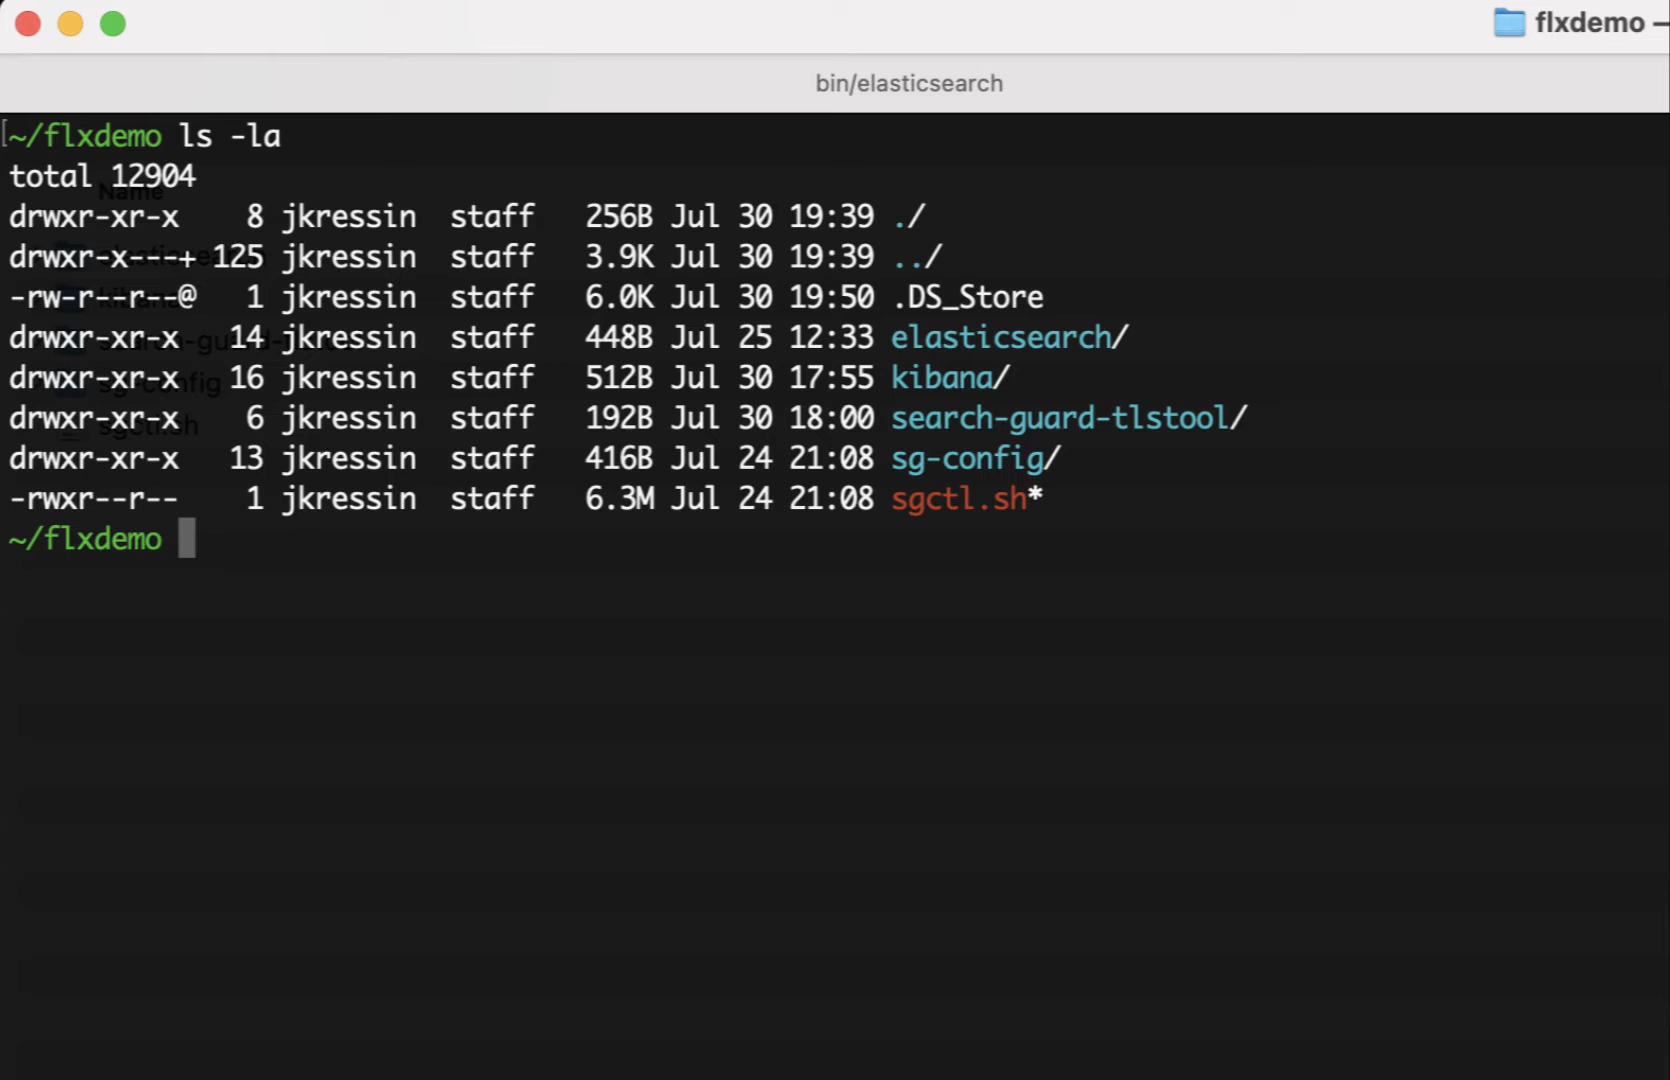 flxdemo —
bin/elasticsearch
[~/flxdemo ls -la
total 12904
Name
drwxr-xr-x    8 jkressin  staff   256B Jul 30 19:39 ./
drwxr-x---+ 125 jkressin  staff   3.9K Jul 30 19:39 ../
-rw-r--r--@   1 jkressin  staff   6.0K Jul 30 19:50 .DS_Store
drwxr-xr-x   14 jkressin  staff   448B Jul 25 12:33 elasticsearch/
drwxr-xr-x   16 jkressin  staff   512B Jul 30 17:55 kibana/
drwxr-xr-x    6 jkressin  staff   192B Jul 30 18:00 search-guard-tlstool/
drwxr-xr-x   13 jkressin  staff   416B Jul 24 21:08 sg-config/
-rwxr--r--    1 jkressin  staff   6.3M Jul 24 21:08 sgctl.sh*
~/flxdemo